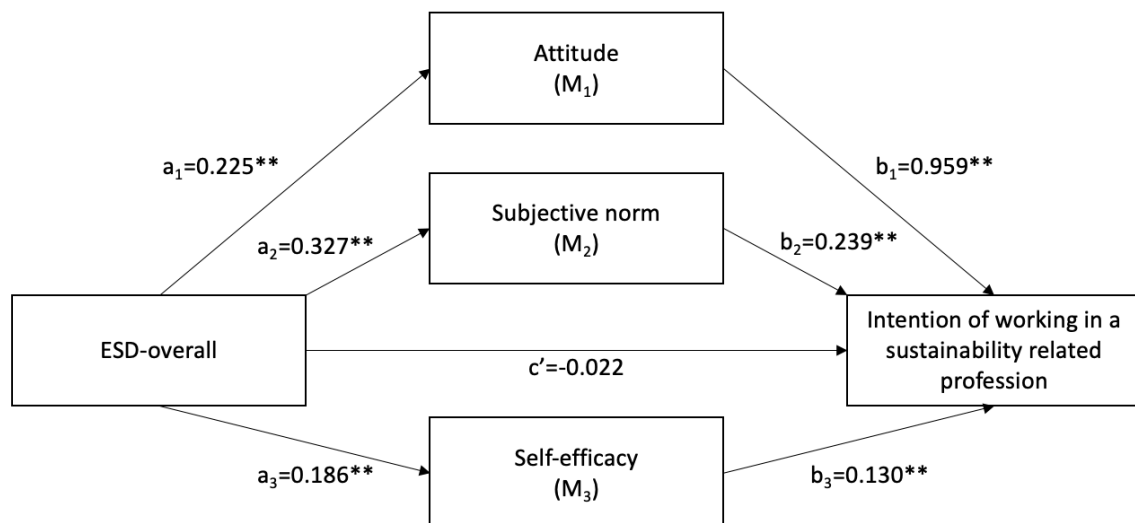 Attitude
(M₁)
a₁=0.225**
b₁=0.959**
Subjective norm
(M₂)
a₂=0.327**
b₂=0.239**
ESD-overall
c’=-0.022
Intention of working in a
sustainability related
profession
Self-efficacy
(M₃)
a₃=0.186**
b₃=0.130**